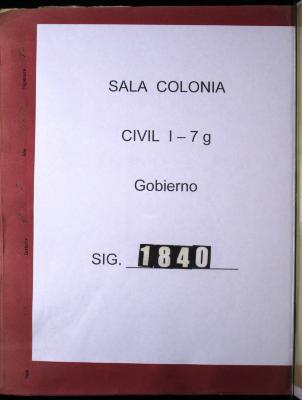 SALA COLONIA
CIVIL I – 7 g
Gobierno
SIG. 1840